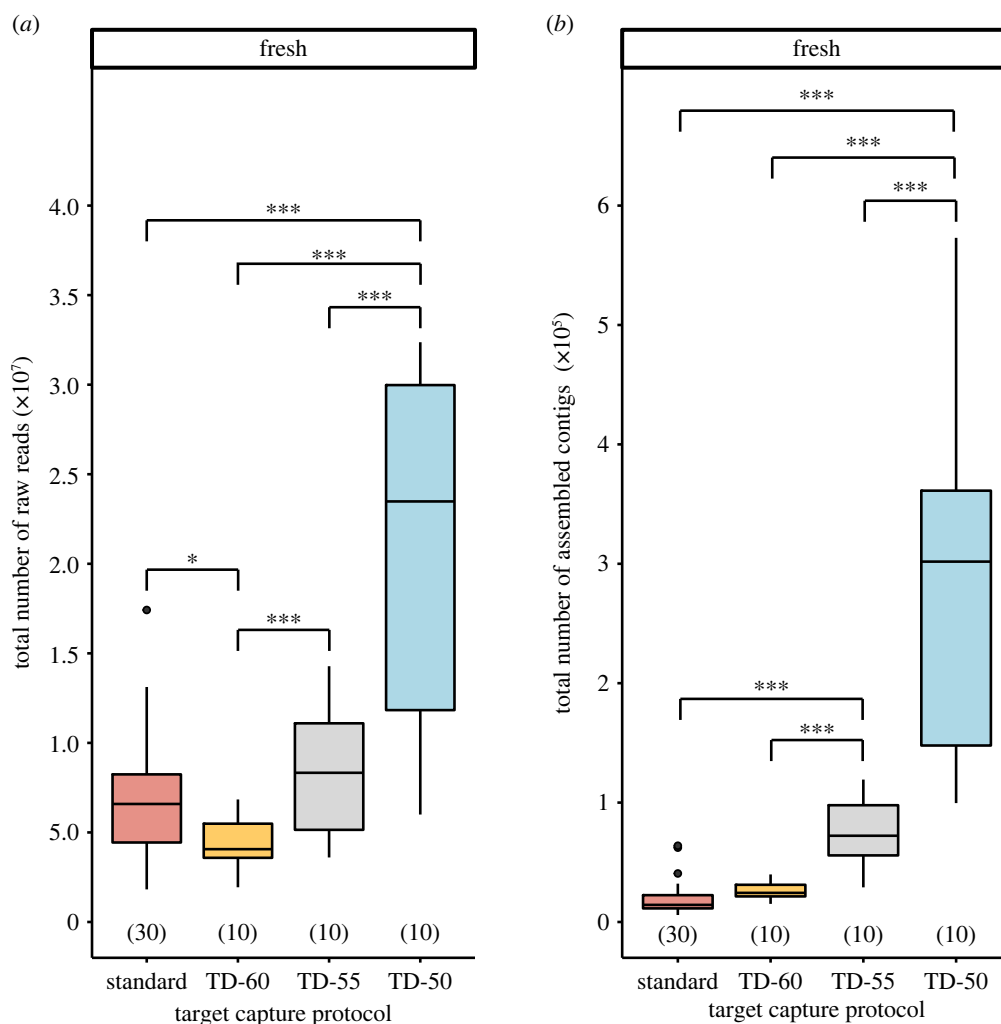 (a)
fresh
total number of raw reads (×10⁷)
4.0
3.5
3.0
2.5
2.0
1.5
1.0
5.0
0
***
***
***
*
***
(30) (10) (10) (10)
standard TD-60 TD-55 TD-50
target capture protocol
(b)
fresh
total number of assembled contigs (×10⁵)
6
5
4
3
2
1
0
***
***
***
***
***
(30) (10) (10) (10)
standard TD-60 TD-55 TD-50
target capture protocol